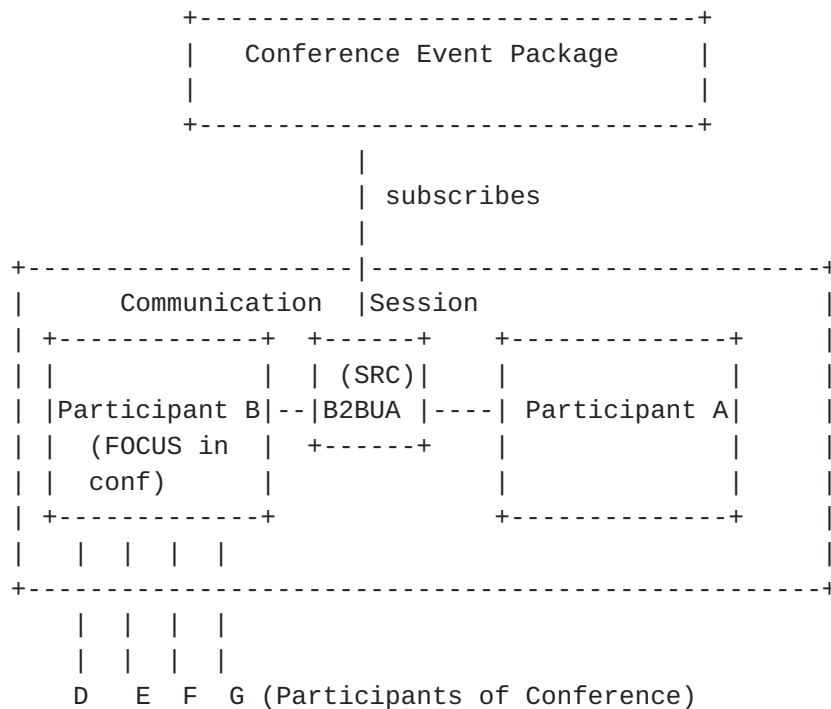 Conference Event Package
subscribes
Communication Session
(SRC)
Participant B B2BUA Participant A
(FOCUS in
conf)
D E F G (Participants of Conference)